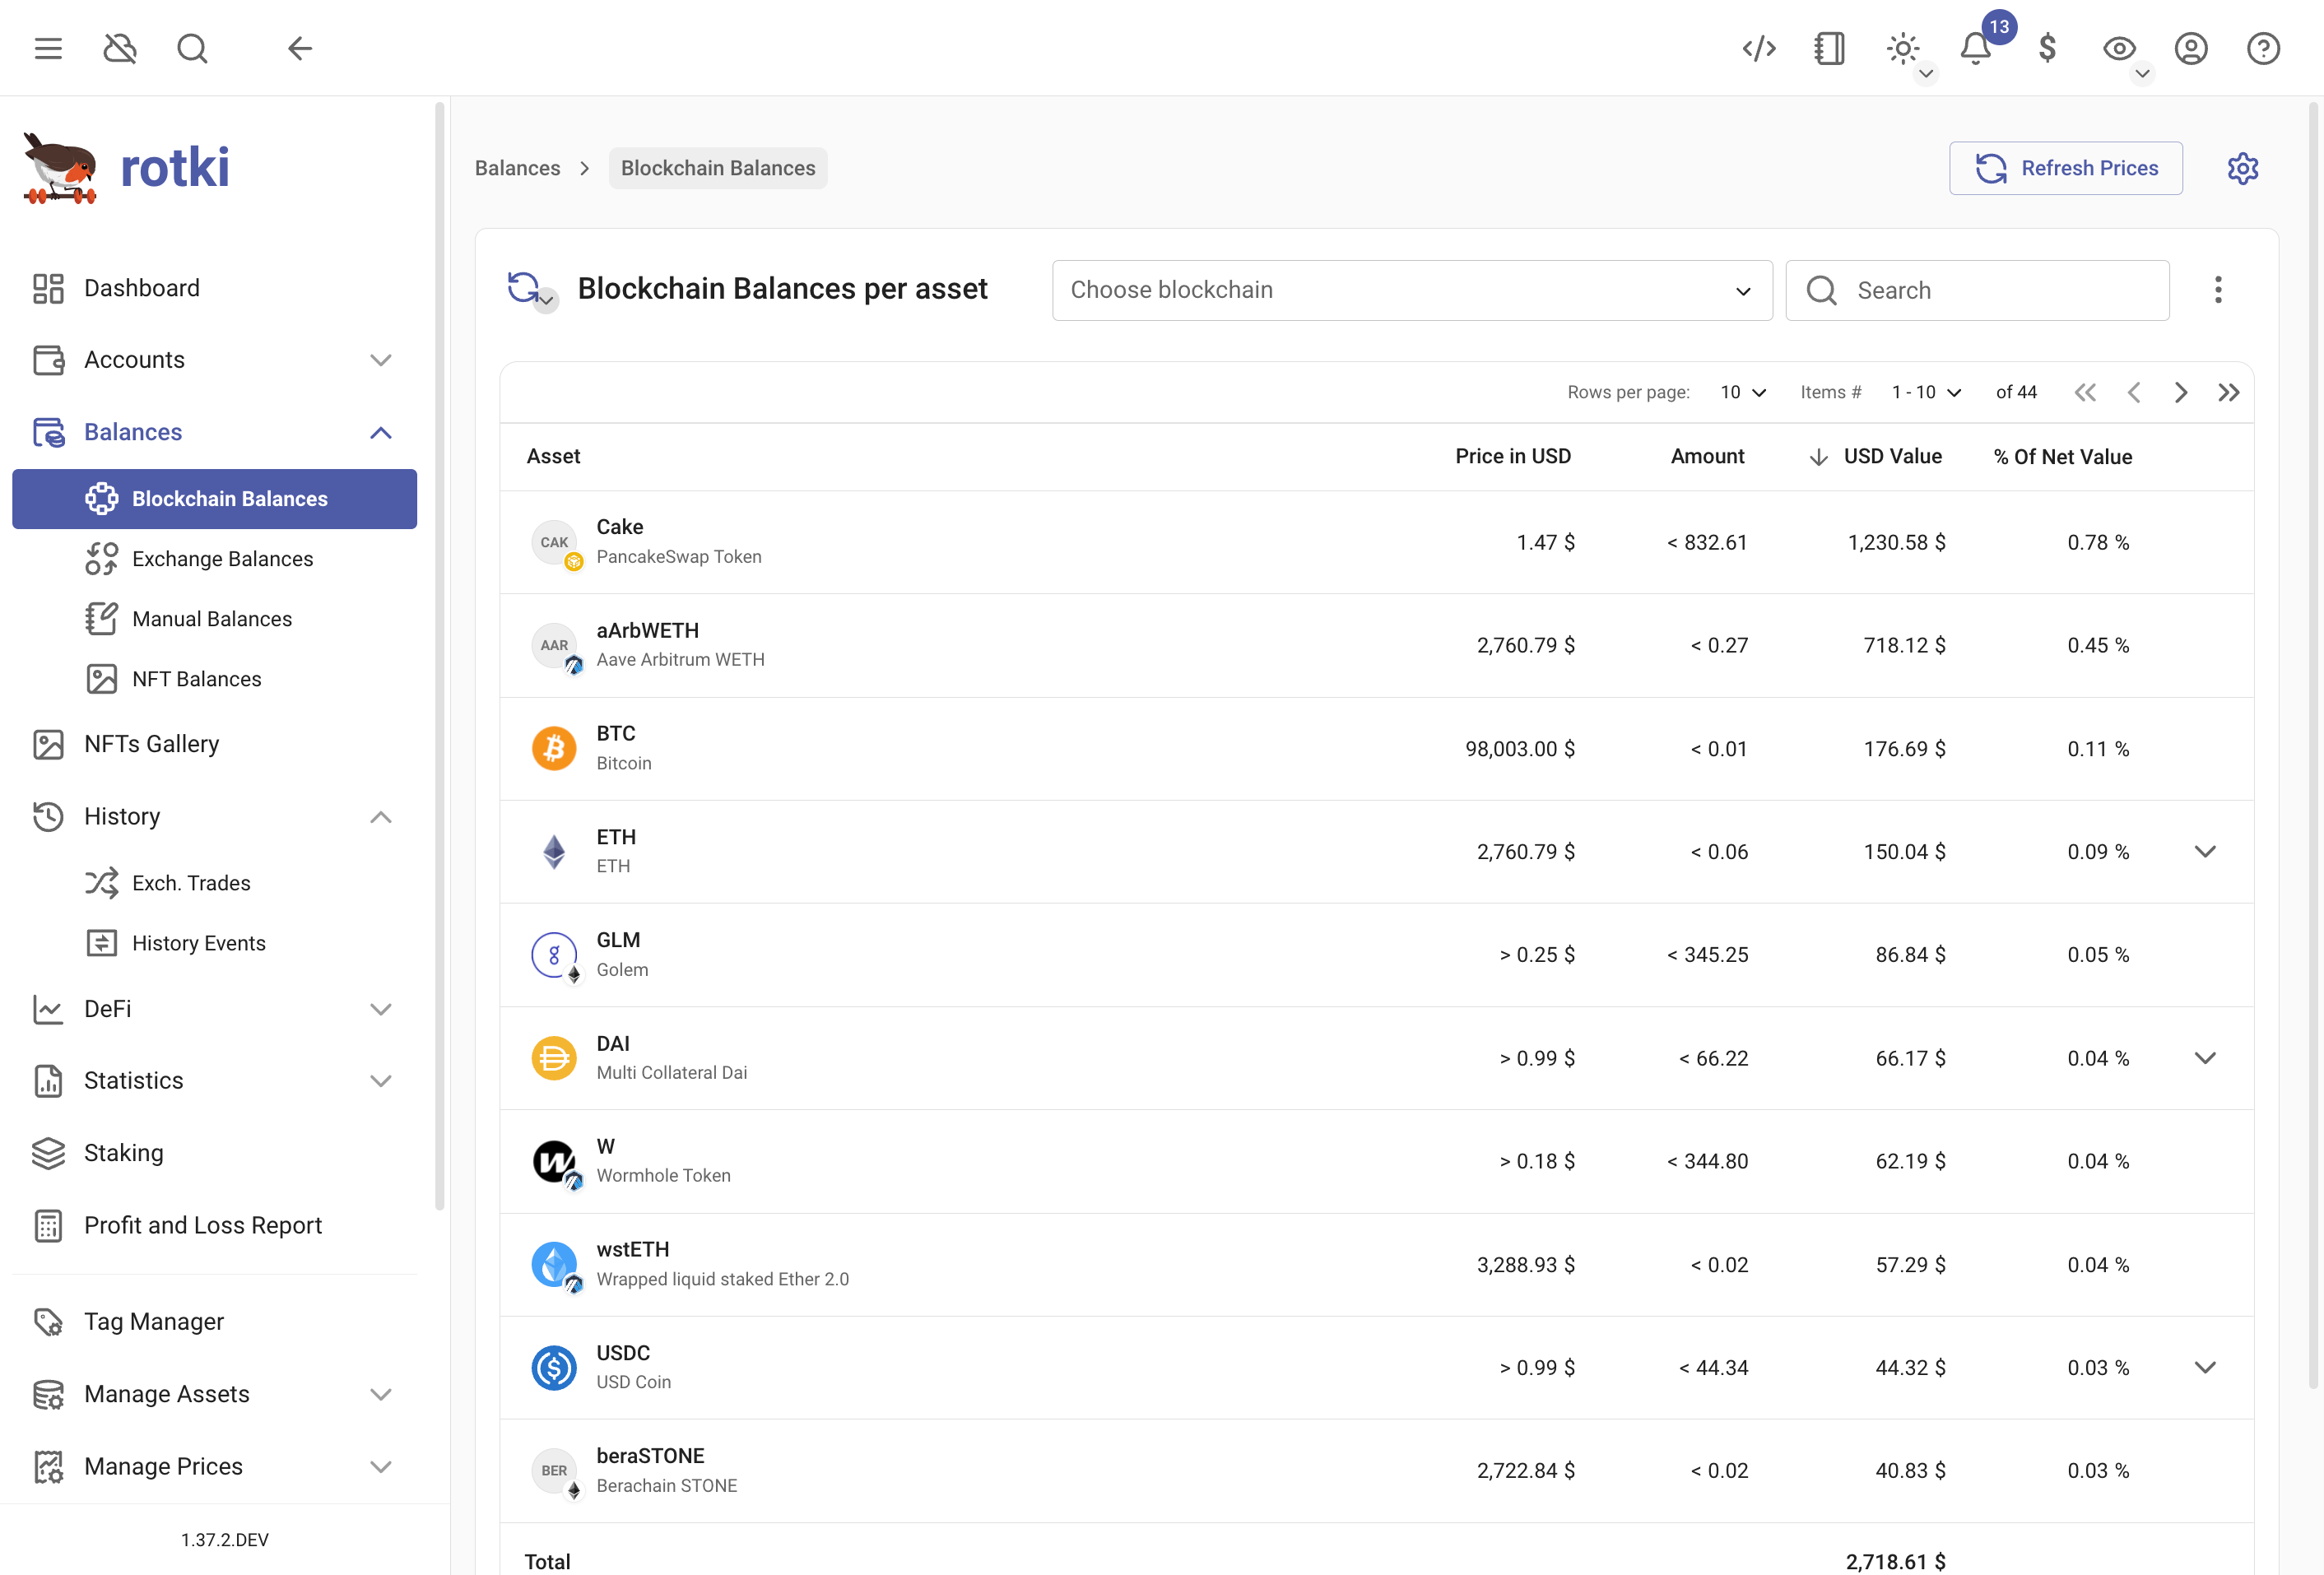 13
rotki
Dashboard
Accounts
Balances
Blockchain Balances
Exchange Balances
Manual Balances
NFT Balances
NFTs Gallery
History
Exch. Trades
History Events
DeFi
Statistics
Staking
Profit and Loss Report
Tag Manager
Manage Assets
Manage Prices
1.37.2.DEV
Balances Blockchain Balances
Refresh Prices
Blockchain Balances per asset
Choose blockchain
Search
Rows per page: 10 Items # 1 - 10 of 44
Asset Price in USD Amount USD Value % Of Net Value
CAK Cake PancakeSwap Token 1.47 $ < 832.61 1,230.58 $ 0.78 %
AAR aArbWETH Aave Arbitrum WETH 2,760.79 $ < 0.27 718.12 $ 0.45 %
BTC Bitcoin 98,003.00 $ < 0.01 176.69 $ 0.11 %
ETH ETH 2,760.79 $ < 0.06 150.04 $ 0.09 %
GLM Golem > 0.25 $ < 345.25 86.84 $ 0.05 %
DAI Multi Collateral Dai > 0.99 $ < 66.22 66.17 $ 0.04 %
W Wormhole Token > 0.18 $ < 344.80 62.19 $ 0.04 %
wstETH Wrapped liquid staked Ether 2.0 3,288.93 $ < 0.02 57.29 $ 0.04 %
USDC USD Coin > 0.99 $ < 44.34 44.32 $ 0.03 %
BER beraSTONE Berachain STONE 2,722.84 $ < 0.02 40.83 $ 0.03 %
Total 2,718.61 $